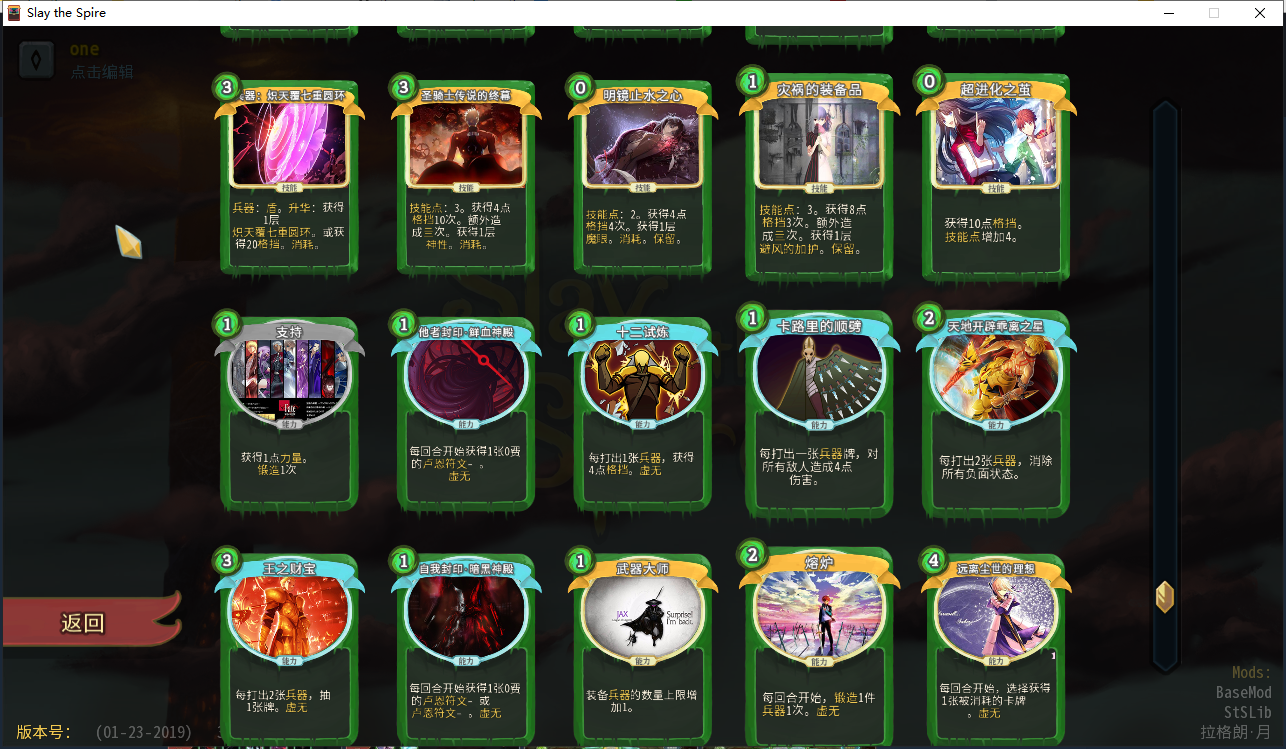 Slay the Spire
one
点击编辑
3
兵器：炽天覆七重圆环
技能
兵器：盾。升华：获得
1层
炽天覆七重圆环。或获
得20格挡。消耗。
3
圣骑士传说的终幕
技能
技能点：3。获得4点
格挡10次。额外造
成三次。获得1层
神性。消耗。
0
明镜止水之心
技能
技能点：2。获得4点
格挡4次。获得1层
魔眼。消耗。保留。
1
灾祸的装备品
技能
技能点：3。获得8点
格挡3次。额外造
成三次。获得1层
避风的加护。保留。
0
超进化之茧
技能
获得10点格挡。
技能点增加4。
1
支持
能力
获得1点刃量。
锻造1次
1
他者封印·鲜血神殿
能力
每回合开始获得1张0费
的卢恩符文-。
虚无
1
十二试炼
能力
每打出1张兵器，获得
4点格挡。虚无
1
卡路里的顺劈
能力
每打出一张兵器牌，对
所有敌人造成4点
伤害。
2
天地开辟乖离之星
能力
每打出2张兵器，消除
所有负面状态。
3
王之财宝
能力
每打出2张兵器，抽
1张牌。虚无
1
自我封印·暗黑神殿
能力
每回合开始获得1张0费
的卢恩符文- 或
卢恩符文-。虚无
1
武器大师
JAX
Surprise!
I'm back.
能力
装备兵器的数量上限增
加1。
2
熔炉
能力
每回合开始，锻造1件
兵器1次。虚无
4
远离尘世的理想
能力
每回合开始，选择获得
1张被消耗的卡牌
。虚无
返回
版本号：
(01-23-2019)
Mods:
BaseMod
StSLib
拉格朗·月